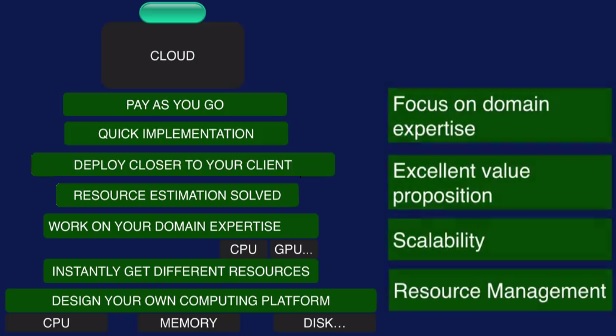 CLOUD
PAY AS YOU GO
QUICK IMPLEMENTATION
DEPLOY CLOSER TO YOUR CLIENT
RESOURCE ESTIMATION SOLVED
WORK ON YOUR DOMAIN EXPERTISE
CPU
GPU...
INSTANTLY GET DIFFERENT RESOURCES
DESIGN YOUR OWN COMPUTING PLATFORM
CPU
MEMORY
DISK...
Focus on domain
expertise
Excellent value
proposition
Scalability
Resource Management